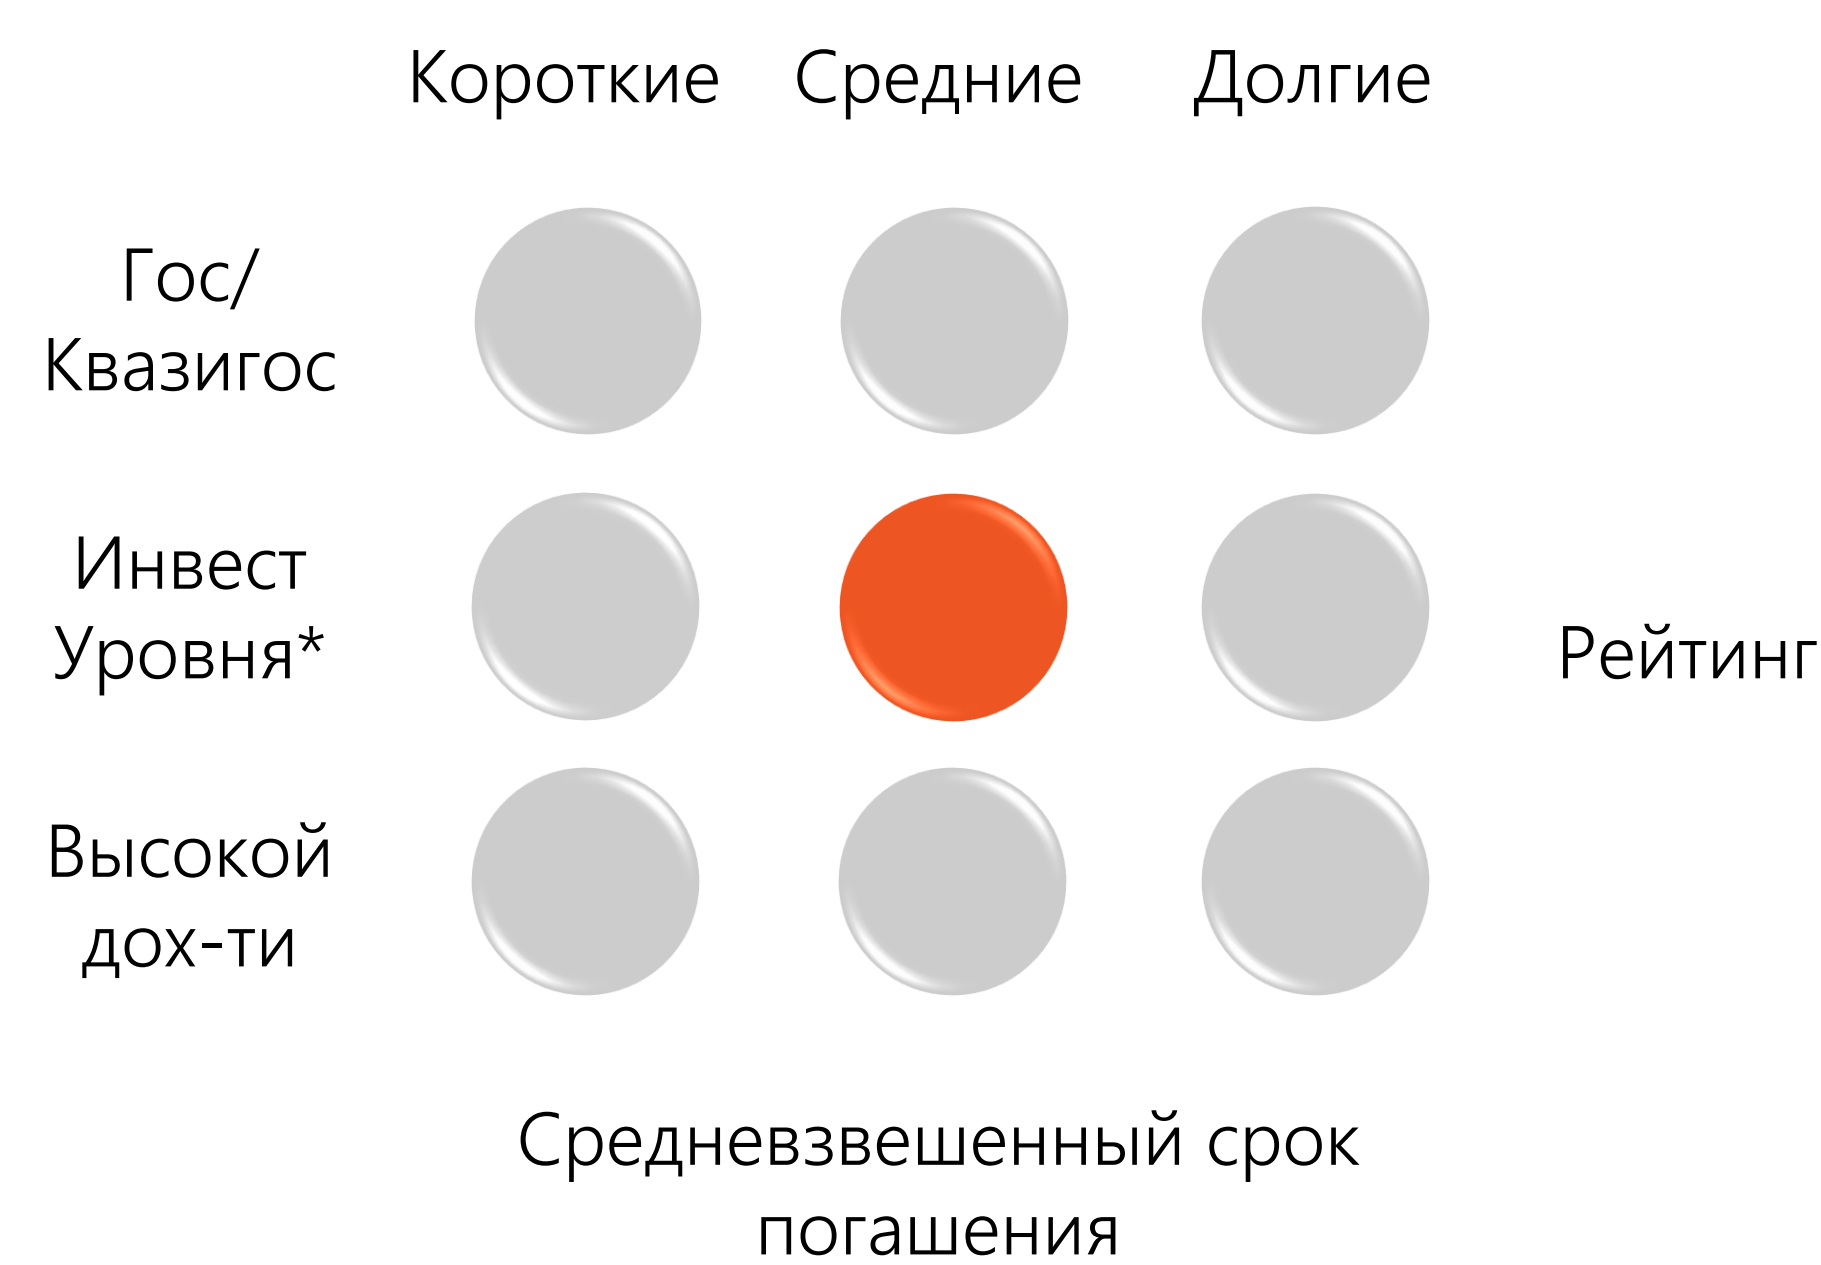 Короткие Средние Долгие
Гос/
Квазигос
Инвест
Уровня*
Рейтинг
Высокой
дох-ти
Средневзвешенный срок
погашения